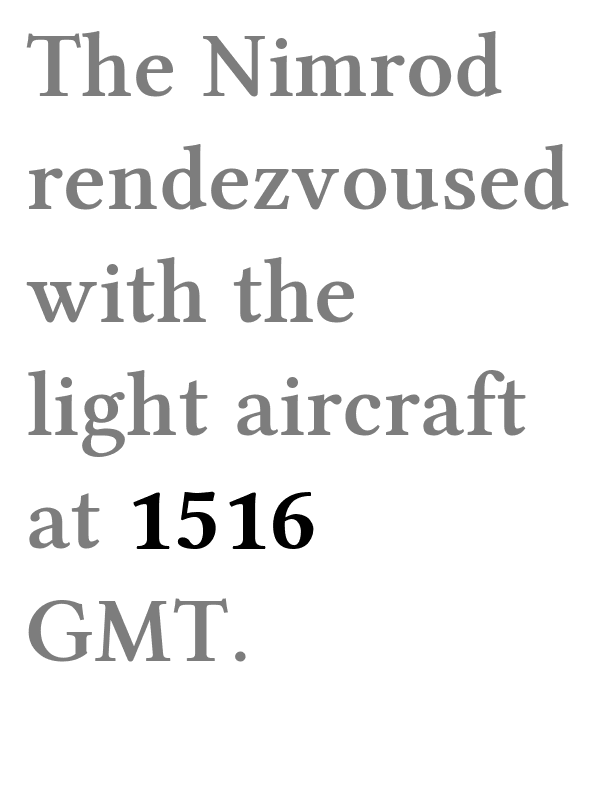 The Nimrod
rendezvoused
with the
light aircraft
at 1516
GMT.